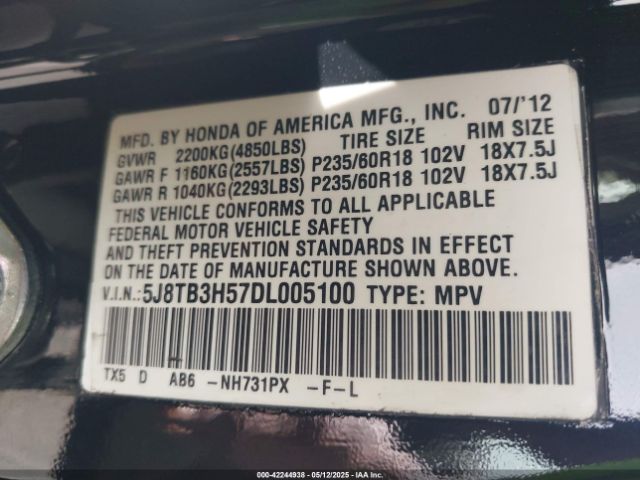 MFD. BY HONDA OF AMERICA MFG., INC. 07/'12
GVWR 2200KG(4850LBS) TIRE SIZE RIM SIZE
GAWR F 1160KG(2557LBS) P235/60R18 102V 18X7.5J
GAWR R 1040KG(2293LBS) P235/60R18 102V 18X7.5J
THIS VEHICLE CONFORMS TO ALL APPLICABLE
FEDERAL MOTOR VEHICLE SAFETY
AND THEFT PREVENTION STANDARDS IN EFFECT
ON THE DATE OF MANUFACTURE SHOWN ABOVE.
V.I.N.:5J8TB3H57DL005100 TYPE: MPV
TX5 D AB6 -NH731PX -F-L
000-42244938 - 05/12/2025 - IAAI.COM